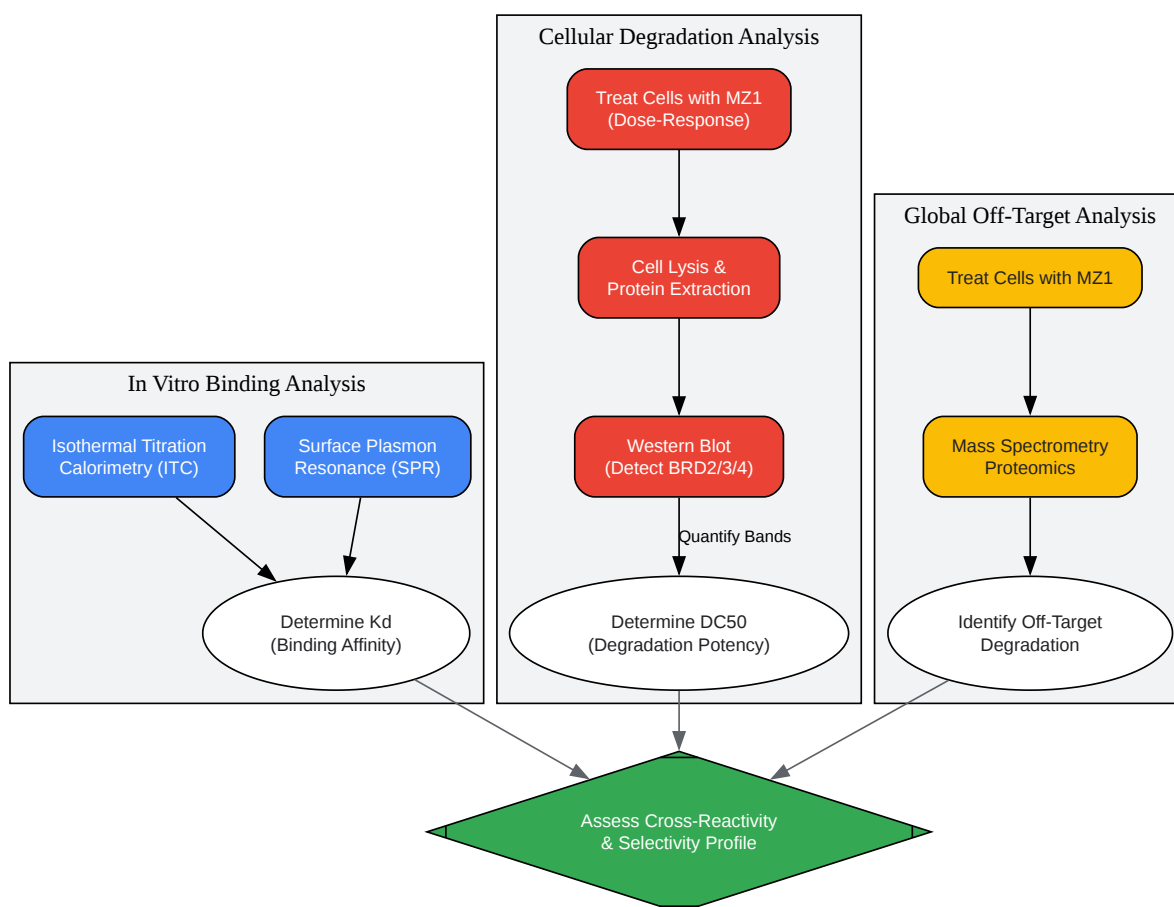 Cellular Degradation Analysis
Treat Cells with MZ1
(Dose-Response)
Cell Lysis &
Protein Extraction
Western Blot
(Detect BRD2/3/4)
Quantify Bands
Determine DC50
(Degradation Potency)
Global Off-Target Analysis
Treat Cells with MZ1
Mass Spectrometry
Proteomics
Identify Off-Target
Degradation
In Vitro Binding Analysis
Isothermal Titration
Calorimetry (ITC)
Surface Plasmon
Resonance (SPR)
Determine Kd
(Binding Affinity)
Assess Cross-Reactivity
& Selectivity Profile